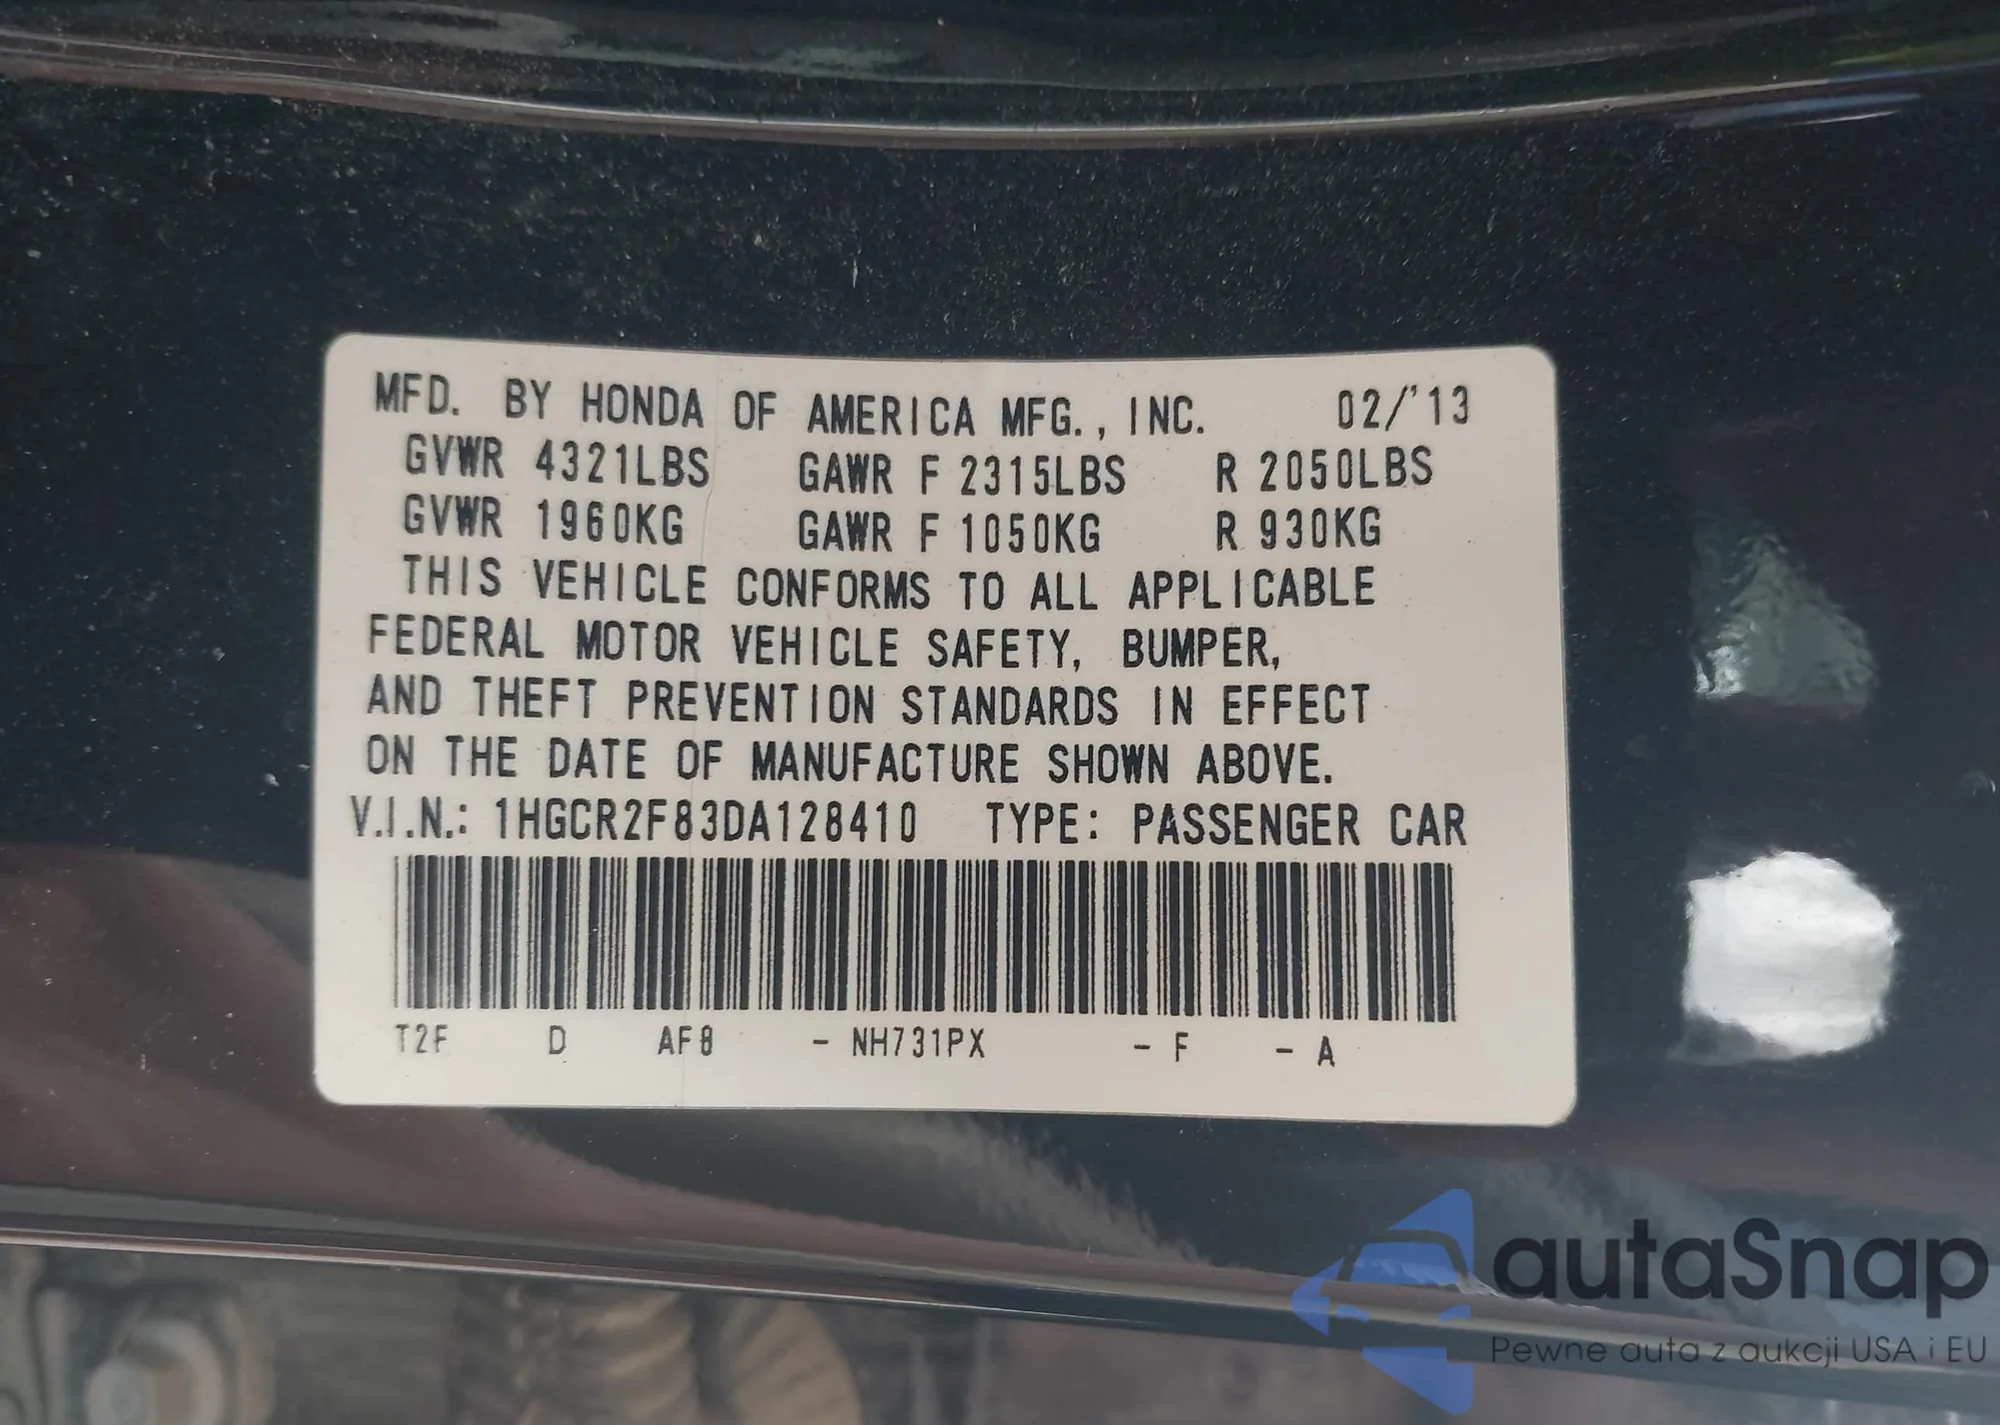 MFD. BY HONDA OF AMERICA MFG., INC. 02/'13
GVWR 4321LBS GAWR F 2315LBS R 2050LBS
GVWR 1960KG GAWR F 1050KG R 930KG
THIS VEHICLE CONFORMS TO ALL APPLICABLE
FEDERAL MOTOR VEHICLE SAFETY, BUMPER,
AND THEFT PREVENTION STANDARDS IN EFFECT
ON THE DATE OF MANUFACTURE SHOWN ABOVE.
V.I.N.: 1HGCR2F83DA128410 TYPE: PASSENGER CAR
T2F D AF8 - NH731PX - F - A
autaSnap
Pewne auta z aukcji USA i EU